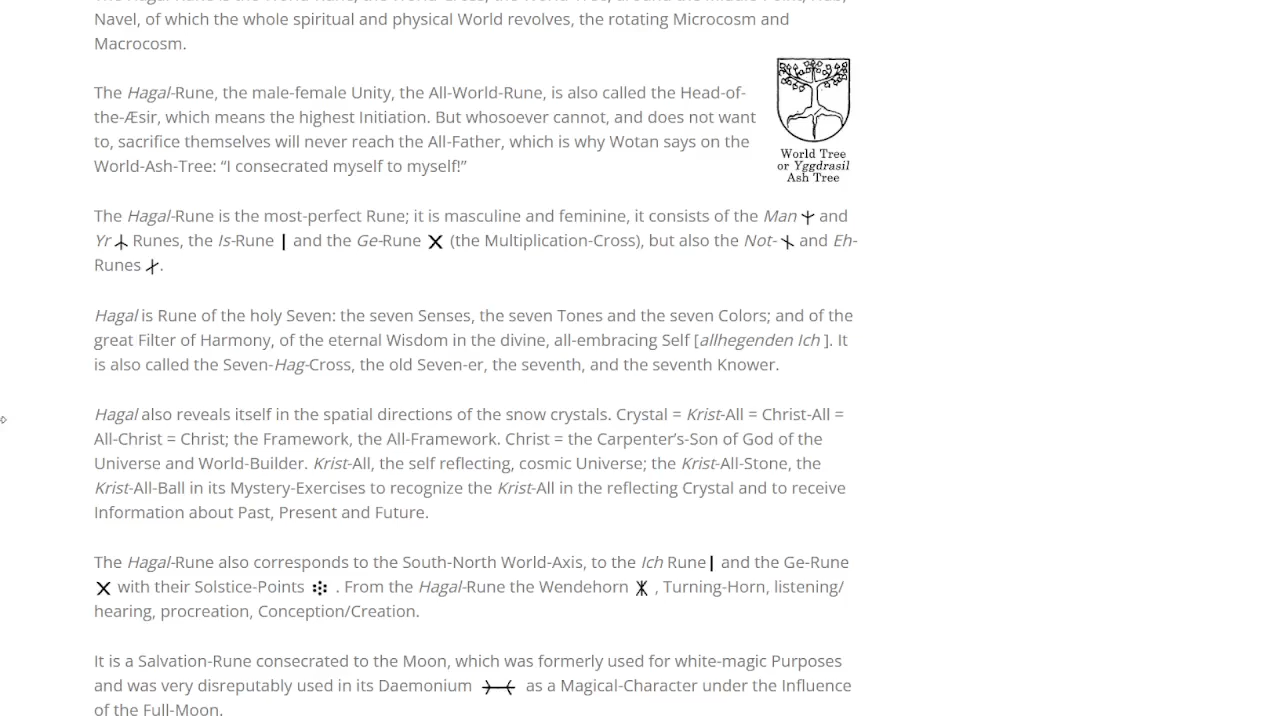 Navel, of which the whole spiritual and physical World revolves, the rotating Microcosm and
Macrocosm.
The Hagal-Rune, the male-female Unity, the All-World-Rune, is also called the Head-of-
the-Æsir, which means the highest Initiation. But whosoever cannot, and does not want
to, sacrifice themselves will never reach the All-Father, which is why Wotan says on the
World-Ash-Tree: “I consecrated myself to myself!”
World Tree
or Yggdrasil
Ash Tree
The Hagal-Rune is the most-perfect Rune; it is masculine and feminine, it consists of the Man ᛉ and
Yr ᛦ Runes, the Is-Rune ᛁ and the Ge-Rune ᚷ (the Multiplication-Cross), but also the Not- ᚾ and Eh-
Runes ᛅ.
Hagal is Rune of the holy Seven: the seven Senses, the seven Tones and the seven Colors; and of the
great Filter of Harmony, of the eternal Wisdom in the divine, all-embracing Self [allhegenden Ich ]. It
is also called the Seven-Hag-Cross, the old Seven-er, the seventh, and the seventh Knower.
Hagal also reveals itself in the spatial directions of the snow crystals. Crystal = Krist-All = Christ-All =
All-Christ = Christ; the Framework, the All-Framework. Christ = the Carpenter’s-Son of God of the
Universe and World-Builder. Krist-All, the self reflecting, cosmic Universe; the Krist-All-Stone, the
Krist-All-Ball in its Mystery-Exercises to recognize the Krist-All in the reflecting Crystal and to receive
Information about Past, Present and Future.
The Hagal-Rune also corresponds to the South-North World-Axis, to the Ich Rune ᛁ and the Ge-Rune
ᚷ with their Solstice-Points . From the Hagal-Rune the Wendehorn , Turning-Horn, listening/
hearing, procreation, Conception/Creation.
It is a Salvation-Rune consecrated to the Moon, which was formerly used for white-magic Purposes
and was very disreputably used in its Daemonium as a Magical-Character under the Influence
of the Full-Moon.